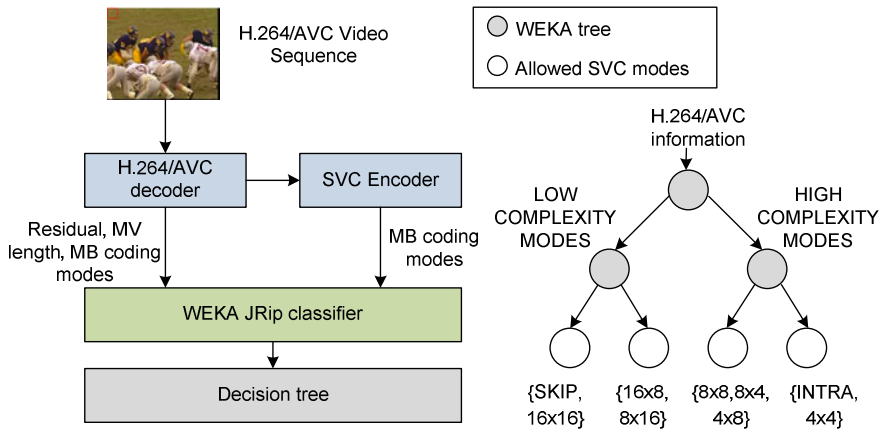 H.264/AVC Video
Sequence
H.264/AVC
decoder
SVC Encoder
Residual, MV
length, MB coding
modes
MB coding
modes
WEKA JRip classifier
Decision tree
WEKA tree
Allowed SVC modes
H.264/AVC
information
LOW
COMPLEXITY
MODES
HIGH
COMPLEXITY
MODES
{SKIP,
16x16}
{16x8,
8x16}
{8x8,8x4,
4x8}
{INTRA,
4x4}